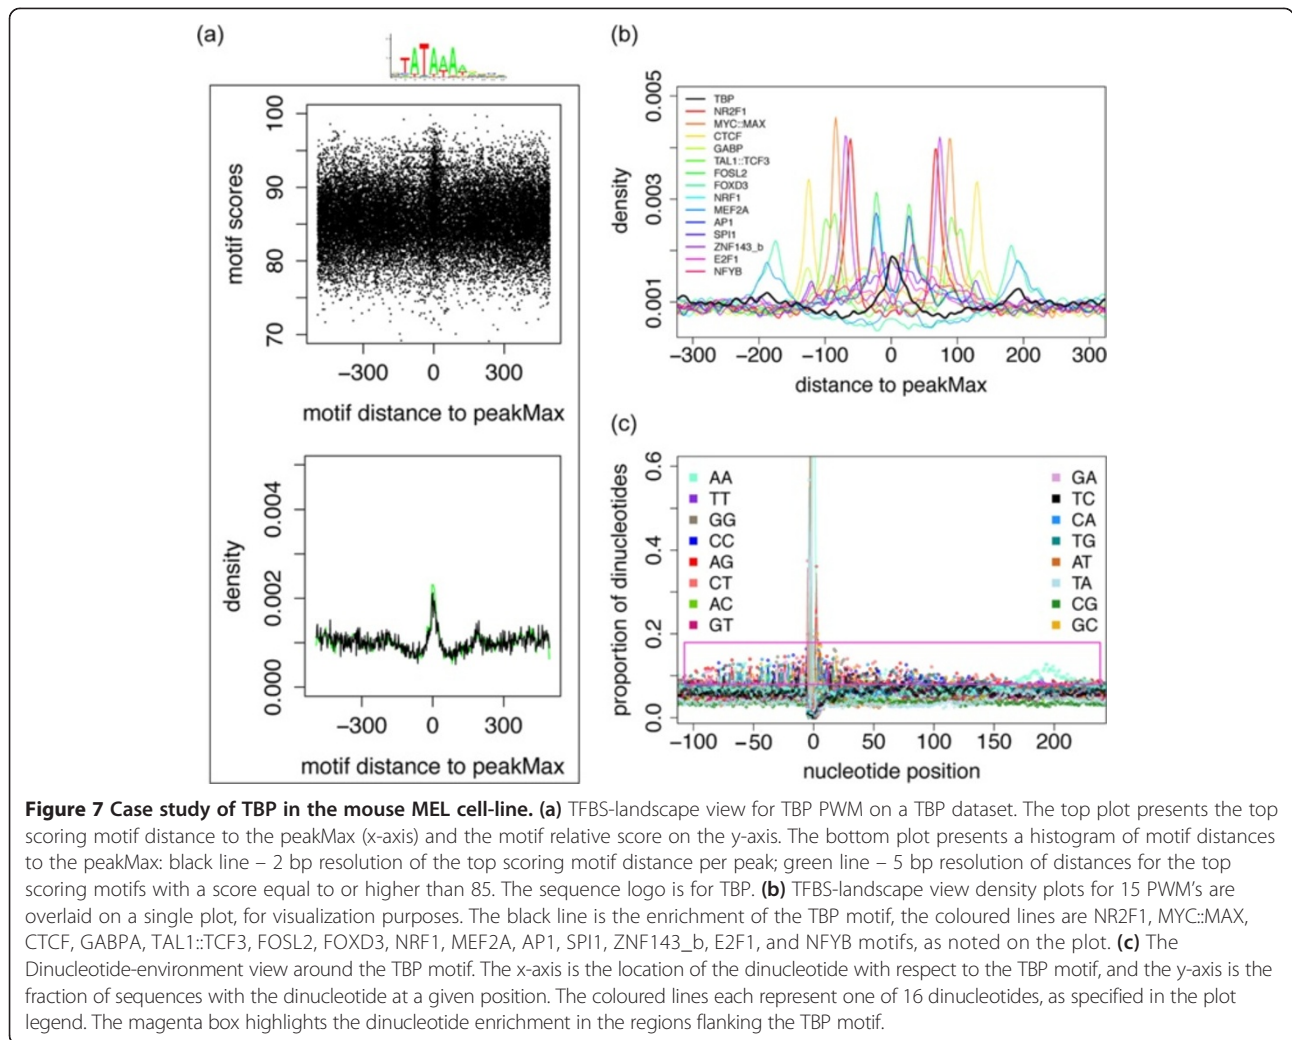 (a)
TATAAA
motif scores
100
90
80
70
−300 0 300
motif distance to peakMax
density
0.004
0.002
0.000
−300 0 300
motif distance to peakMax
(b)
density
0.005
0.003
0.001
TBP
NR2F1
MYC::MAX
CTCF
GABP
TAL1::TCF3
FOSL2
FOXD3
NRF1
MEF2A
AP1
SPI1
ZNF143_b
E2F1
NFYB
−300 −200 −100 0 100 200 300
distance to peakMax
(c)
proportion of dinucleotides
0.6
0.4
0.2
0.0
AA
TT
GG
CC
AG
CT
AC
GT
GA
TC
CA
TG
AT
TA
CG
GC
−100 −50 0 50 100 150 200
nucleotide position
Figure 7 Case study of TBP in the mouse MEL cell-line. (a) TFBS-landscape view for TBP PWM on a TBP dataset. The top plot presents the top
scoring motif distance to the peakMax (x-axis) and the motif relative score on the y-axis. The bottom plot presents a histogram of motif distances
to the peakMax: black line – 2 bp resolution of the top scoring motif distance per peak; green line – 5 bp resolution of distances for the top
scoring motifs with a score equal to or higher than 85. The sequence logo is for TBP. (b) TFBS-landscape view density plots for 15 PWM's are
overlaid on a single plot, for visualization purposes. The black line is the enrichment of the TBP motif, the coloured lines are NR2F1, MYC::MAX,
CTCF, GABPA, TAL1::TCF3, FOSL2, FOXD3, NRF1, MEF2A, AP1, SPI1, ZNF143_b, E2F1, and NFYB motifs, as noted on the plot. (c) The
Dinucleotide-environment view around the TBP motif. The x-axis is the location of the dinucleotide with respect to the TBP motif, and the y-axis is the
fraction of sequences with the dinucleotide at a given position. The coloured lines each represent one of 16 dinucleotides, as specified in the plot
legend. The magenta box highlights the dinucleotide enrichment in the regions flanking the TBP motif.